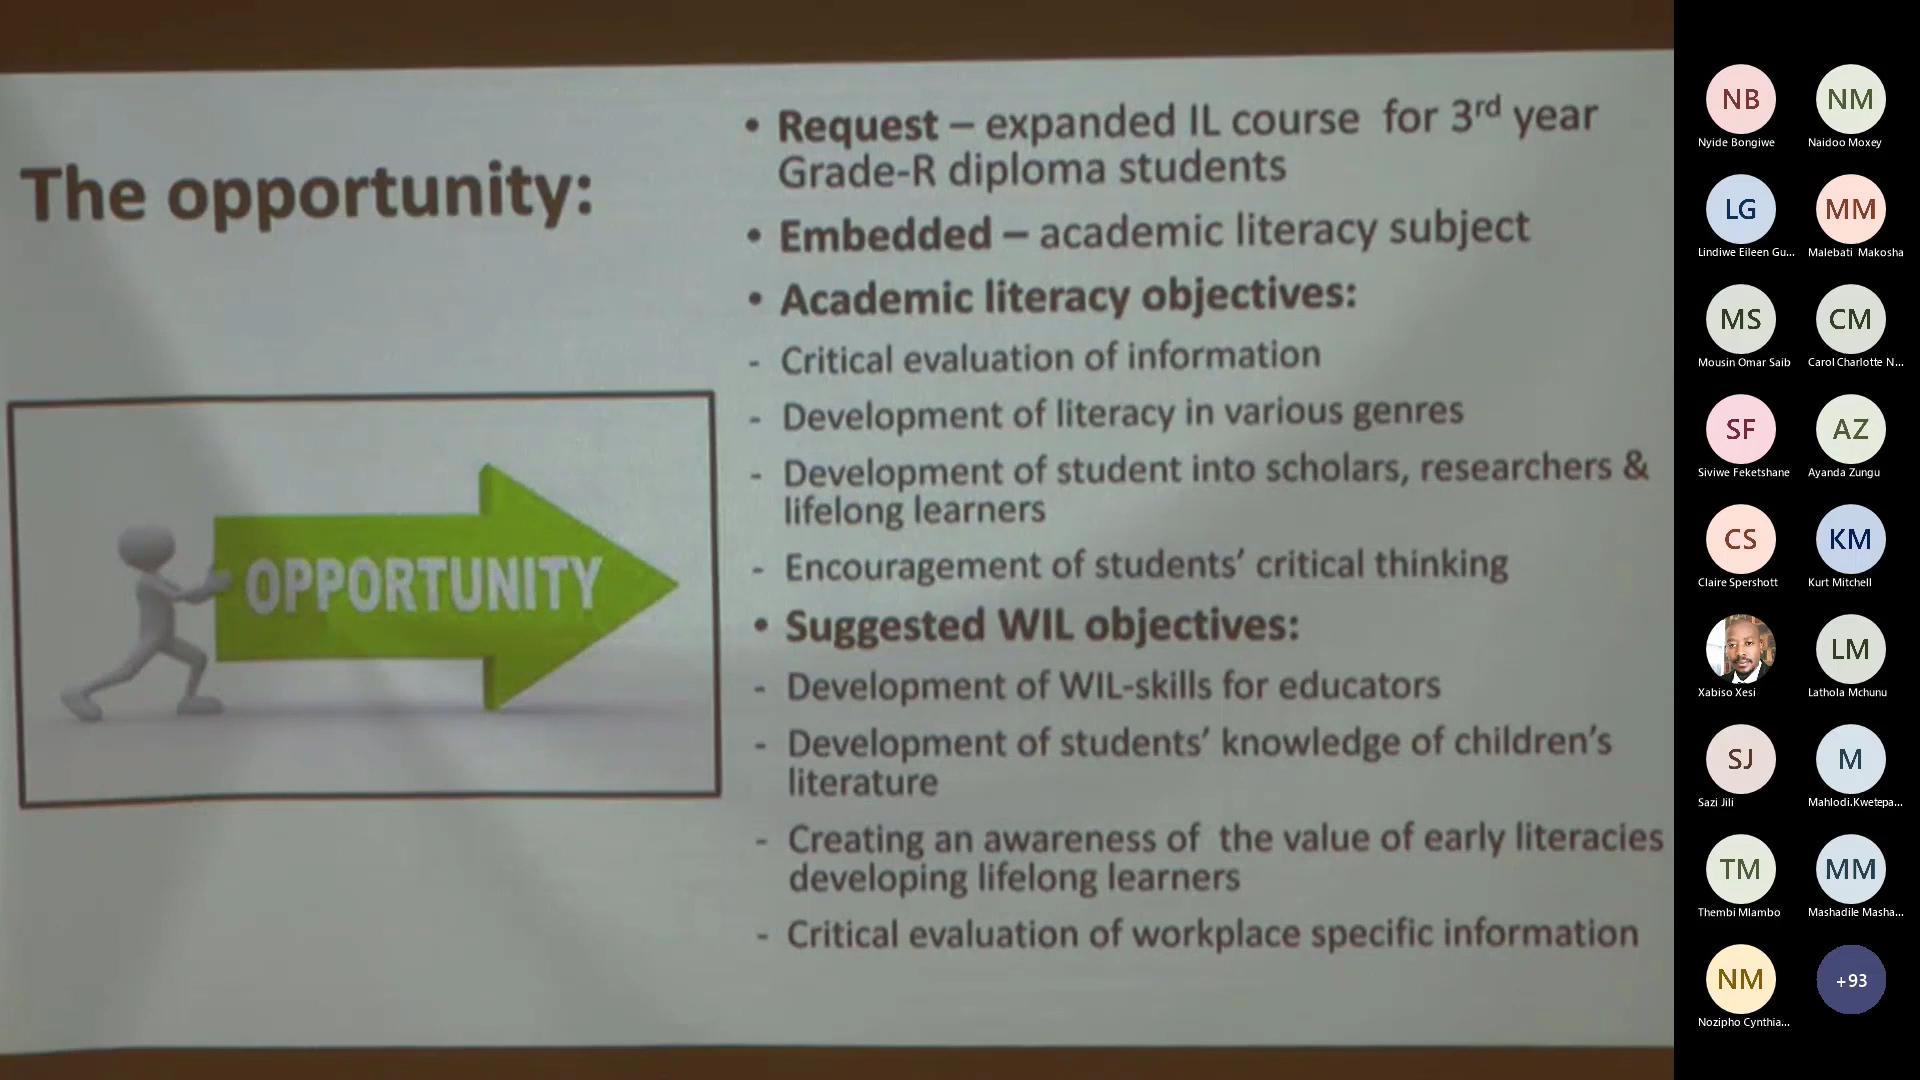 The opportunity:
OPPORTUNITY
• Request – expanded IL course for 3rd year
Grade-R diploma students
• Embedded – academic literacy subject
• Academic literacy objectives:
- Critical evaluation of information
- Development of literacy in various genres
- Development of student into scholars, researchers &
lifelong learners
- Encouragement of students’ critical thinking
• Suggested WIL objectives:
- Development of WIL-skills for educators
- Development of students’ knowledge of children’s
literature
- Creating an awareness of the value of early literacies
developing lifelong learners
- Critical evaluation of workplace specific information
NB NM
Nyide Bongiwe Naidoo Moxey
LG MM
Lindiwe Eileen Gu... Malebati Makosha
MS CM
Mousin Omar Saib Carol Charlotte N...
SF AZ
Siviwe Feketshane Ayanda Zungu
CS KM
Claire Spershott Kurt Mitchell
LM
Xabiso Xesi Lathola Mchunu
SJ M
Sazi Jili Mahlodi.Kwetepa...
TM MM
Thembi Mlambo Mashadile Masha...
NM +93
Nozipho Cynthia...